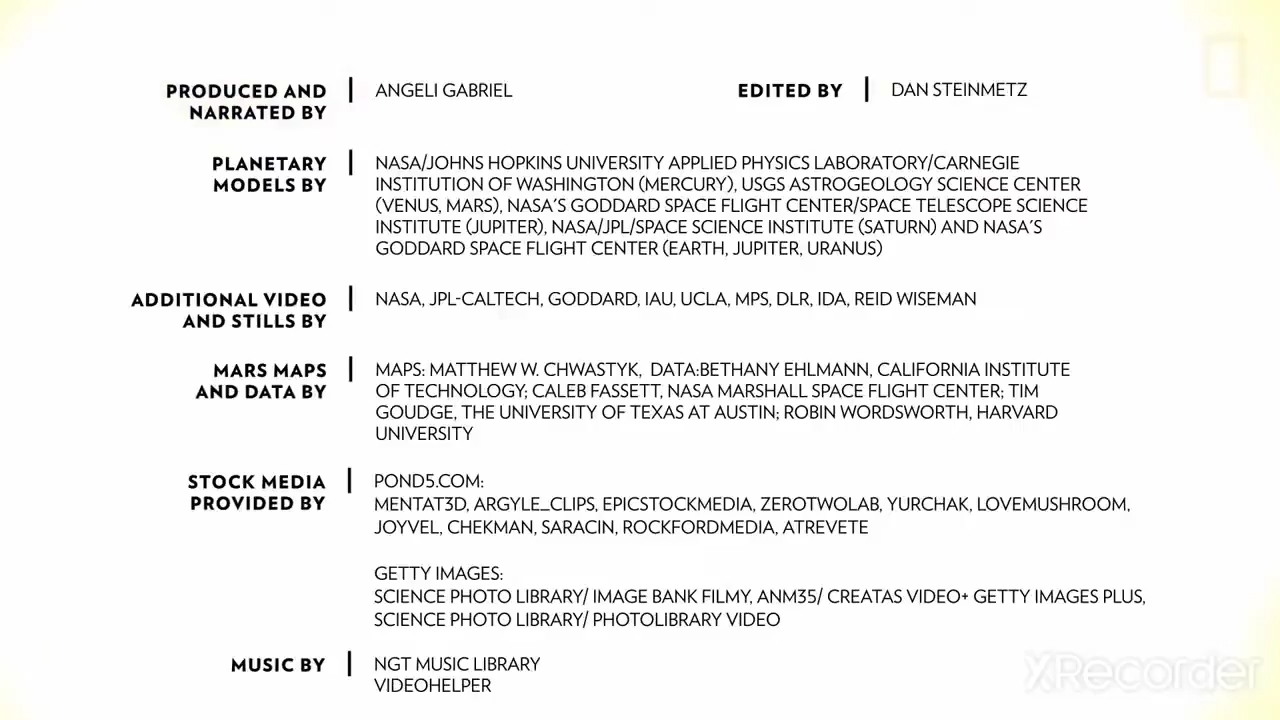 PRODUCED AND NARRATED BY | ANGELI GABRIEL
EDITED BY | DAN STEINMETZ
PLANETARY MODELS BY | NASA/JOHNS HOPKINS UNIVERSITY APPLIED PHYSICS LABORATORY/CARNEGIE
INSTITUTION OF WASHINGTON (MERCURY), USGS ASTROGEOLOGY SCIENCE CENTER
(VENUS, MARS), NASA'S GODDARD SPACE FLIGHT CENTER/SPACE TELESCOPE SCIENCE
INSTITUTE (JUPITER), NASA/JPL/SPACE SCIENCE INSTITUTE (SATURN) AND NASA'S
GODDARD SPACE FLIGHT CENTER (EARTH, JUPITER, URANUS)
ADDITIONAL VIDEO AND STILLS BY | NASA, JPL-CALTECH, GODDARD, IAU, UCLA, MPS, DLR, IDA, REID WISEMAN
MARS MAPS AND DATA BY | MAPS: MATTHEW W. CHWASTYK, DATA:BETHANY EHLMANN, CALIFORNIA INSTITUTE
OF TECHNOLOGY; CALEB FASSETT, NASA MARSHALL SPACE FLIGHT CENTER; TIM
GOUDGE, THE UNIVERSITY OF TEXAS AT AUSTIN; ROBIN WORDSWORTH, HARVARD
UNIVERSITY
STOCK MEDIA PROVIDED BY | POND5.COM:
MENTAT3D, ARGYLE_CLIPS, EPICSTOCKMEDIA, ZEROTWOLAB, YURCHAK, LOVEMUSHROOM,
JOYVEL, CHEKMAN, SARACIN, ROCKFORDMEDIA, ATREVETE
GETTY IMAGES:
SCIENCE PHOTO LIBRARY/ IMAGE BANK FILMY, ANM35/ CREATAS VIDEO+ GETTY IMAGES PLUS,
SCIENCE PHOTO LIBRARY/ PHOTOLIBRARY VIDEO
MUSIC BY | NGT MUSIC LIBRARY
VIDEOHELPER
XRecorder